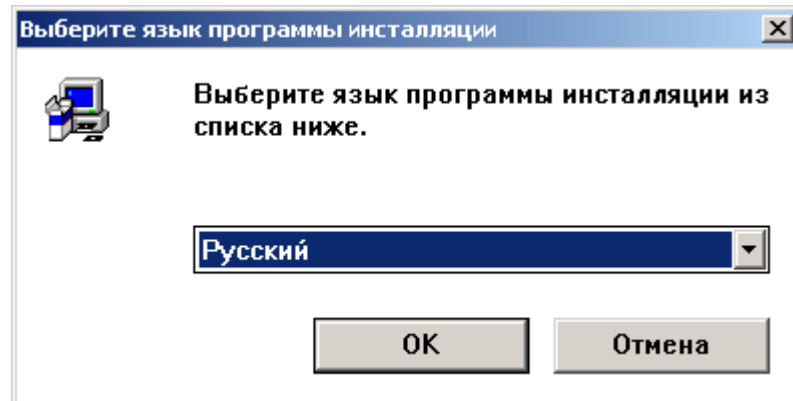 Выберите язык программы инсталляции
Выберите язык программы инсталляции из
списка ниже.
Русский
OK
Отмена